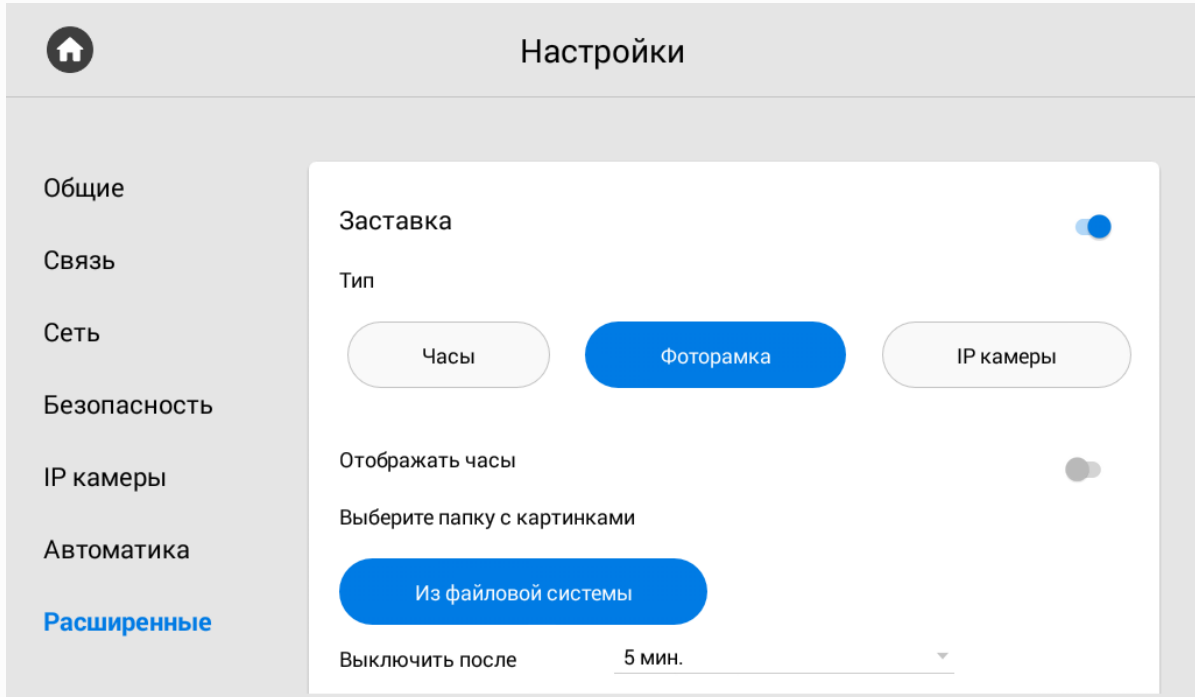 Настройки
Общие
Связь
Сеть
Безопасность
IP камеры
Автоматика
Расширенные
Заставка
Тип
Часы Фоторамка IP камеры
Отображать часы
Выберите папку с картинками
Из файловой системы
Выключить после 5 мин.